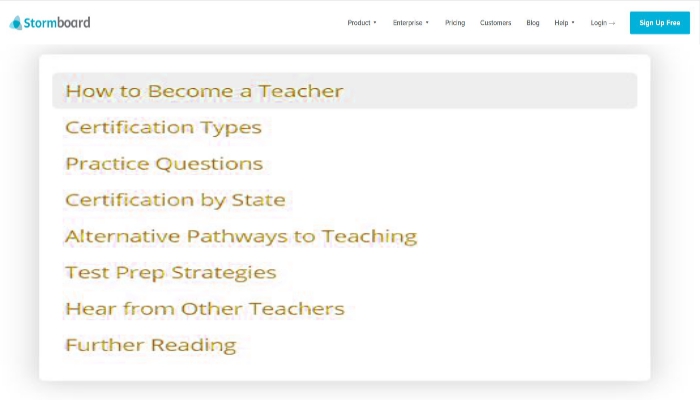 Stormboard
Product Enterprise Pricing Customers Blog Help Login → Sign Up Free
How to Become a Teacher
Certification Types
Practice Questions
Certification by State
Alternative Pathways to Teaching
Test Prep Strategies
Hear from Other Teachers
Further Reading